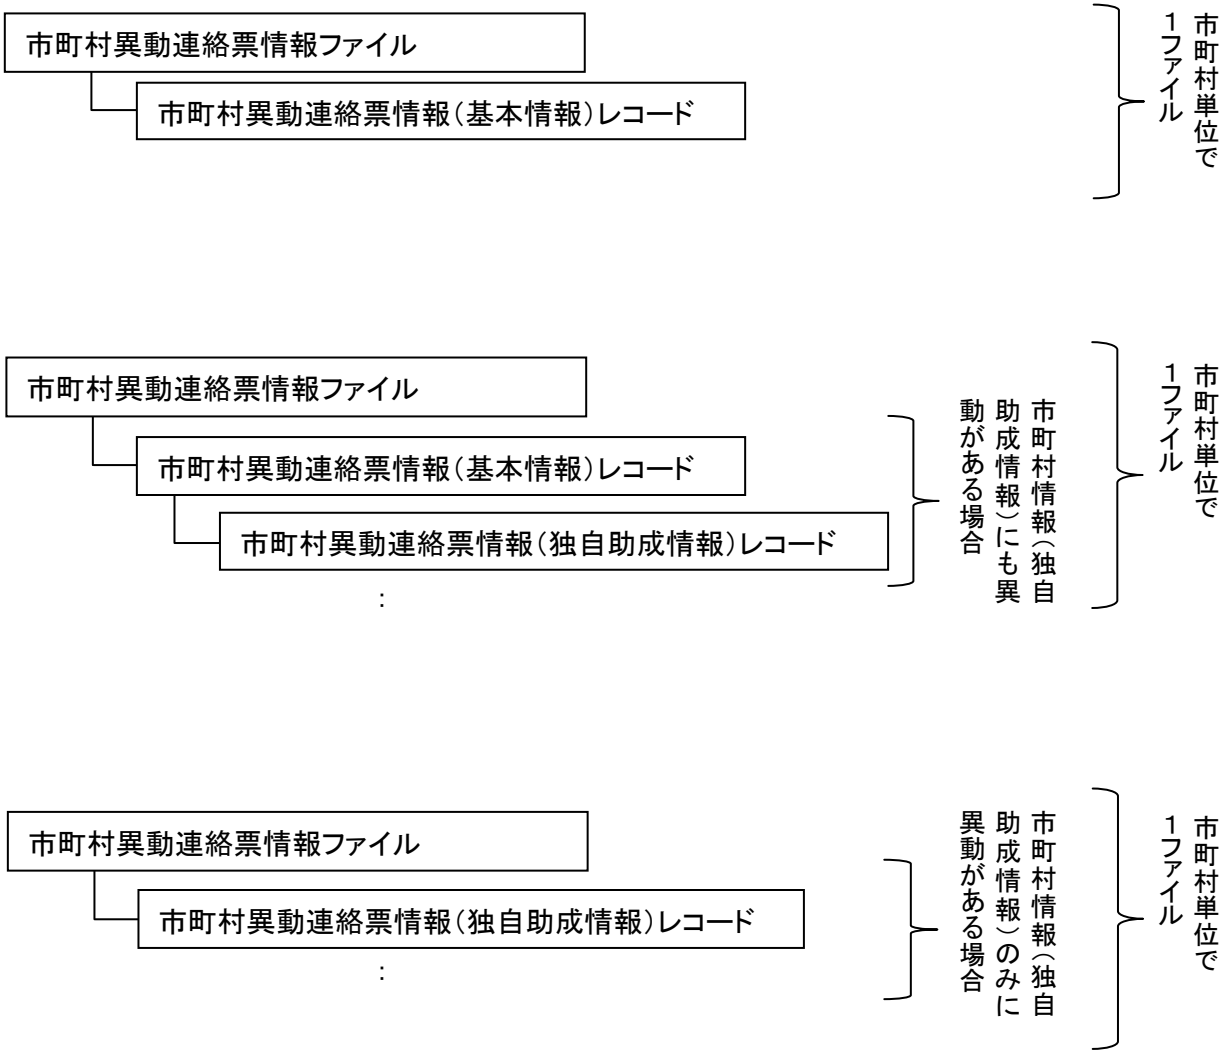 市町村異動連絡票情報ファイル
市町村異動連絡票情報（基本情報）レコード
市町村単位で
１ファイル
市町村異動連絡票情報ファイル
市町村異動連絡票情報（基本情報）レコード
市町村異動連絡票情報（独自助成情報）レコード
：
市町村情報（独自
助成情報）にも異
動がある場合
市町村単位で
１ファイル
市町村異動連絡票情報ファイル
市町村異動連絡票情報（独自助成情報）レコード
：
市町村情報（独自
助成情報）のみに
異動がある場合
市町村単位で
１ファイル